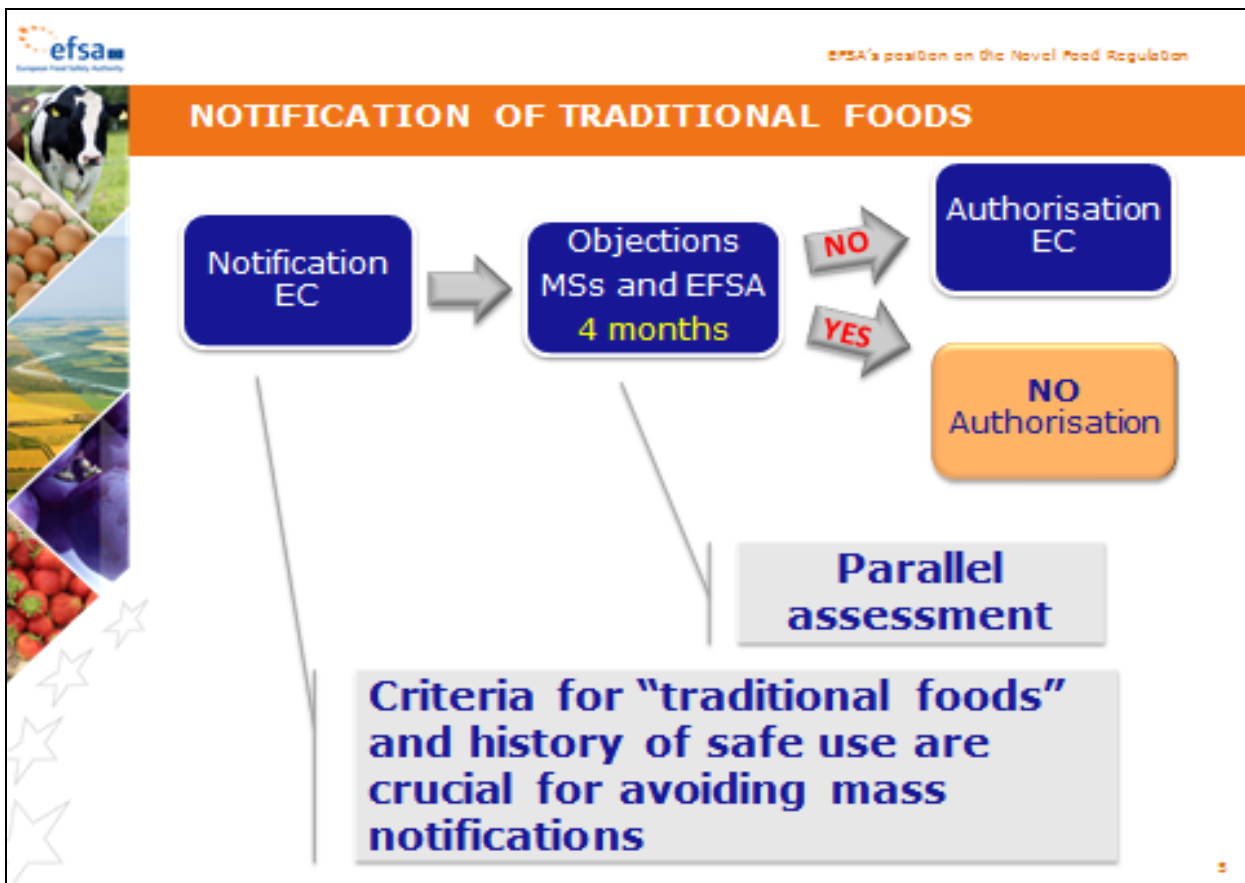 efsa
European Food Safety Authority
EFSA's position on the Novel Food Regulation
NOTIFICATION OF TRADITIONAL FOODS
Notification
EC
Objections
MSs and EFSA
4 months
NO
YES
Authorisation
EC
NO
Authorisation
Parallel
assessment
Criteria for “traditional foods”
and history of safe use are
crucial for avoiding mass
notifications